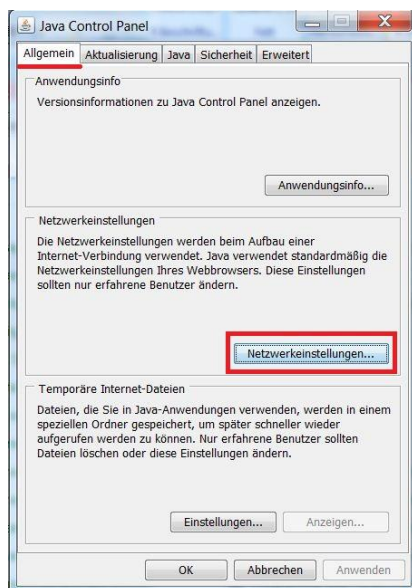 Java Control Panel
Allgemein Aktualisierung Java Sicherheit Erweitert
Anwendungsinfo
Versionsinformationen zu Java Control Panel anzeigen.
Anwendungsinfo...
Netzwerkeinstellungen
Die Netzwerkeinstellungen werden beim Aufbau einer
Internet-Verbindung verwendet. Java verwendet standardmäßig die
Netzwerkeinstellungen Ihres Webbrowsers. Diese Einstellungen
sollten nur erfahrene Benutzer ändern.
Netzwerkeinstellungen...
Temporäre Internet-Dateien
Dateien, die Sie in Java-Anwendungen verwenden, werden in einem
speziellen Ordner gespeichert, um später schneller wieder
aufgerufen werden zu können. Nur erfahrene Benutzer sollten
Dateien löschen oder diese Einstellungen ändern.
Einstellungen... Anzeigen...
OK Abbrechen Anwenden